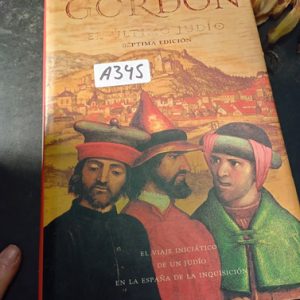 GORDON
EL ÚLTIMO JUDÍO
SÉPTIMA EDICIÓN
A345
EL VIAJE INICIÁTICO
DE UN JUDÍO
EN LA ESPAÑA DE LA INQUISICIÓN